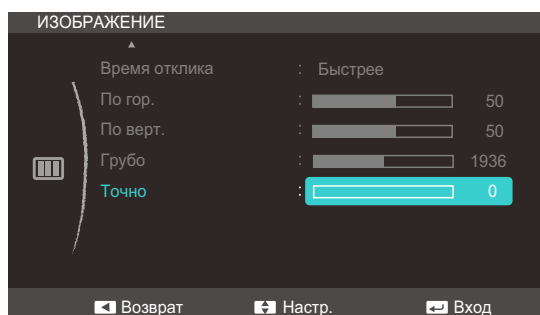 ИЗОБРАЖЕНИЕ
Время отклика : Быстрее
По гор. : 50
По верт. : 50
Грубо : 1936
Точно : 0
Возврат Настр. Вход